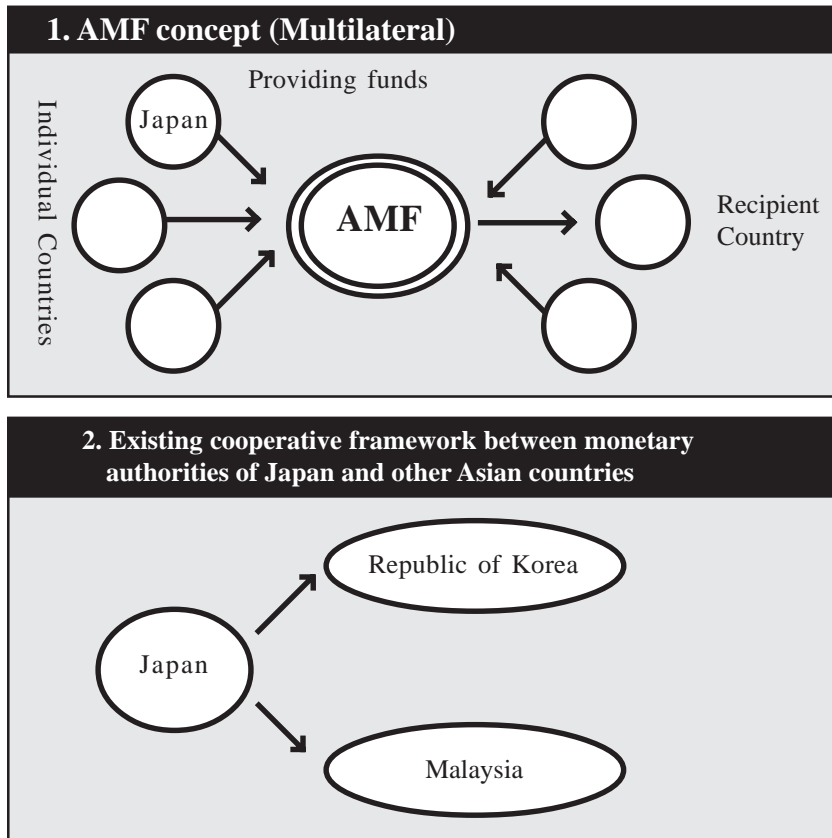 1. AMF concept (Multilateral)
Providing funds
Individual Countries
Japan
AMF
Recipient
Country
2. Existing cooperative framework between monetary
authorities of Japan and other Asian countries
Republic of Korea
Japan
Malaysia